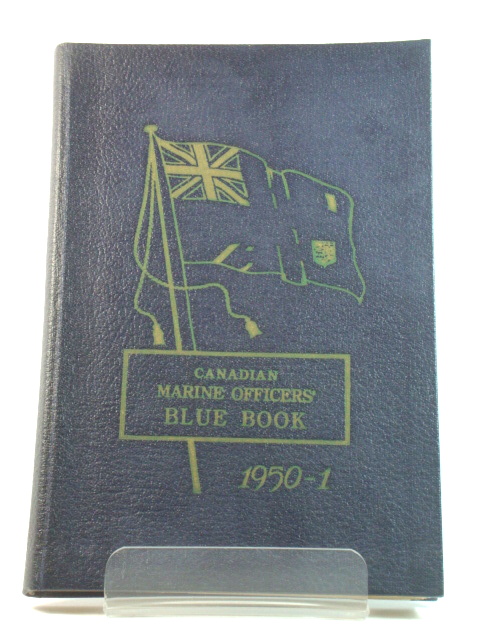 CANADIAN
MARINE OFFICERS'
BLUE BOOK
1950-1